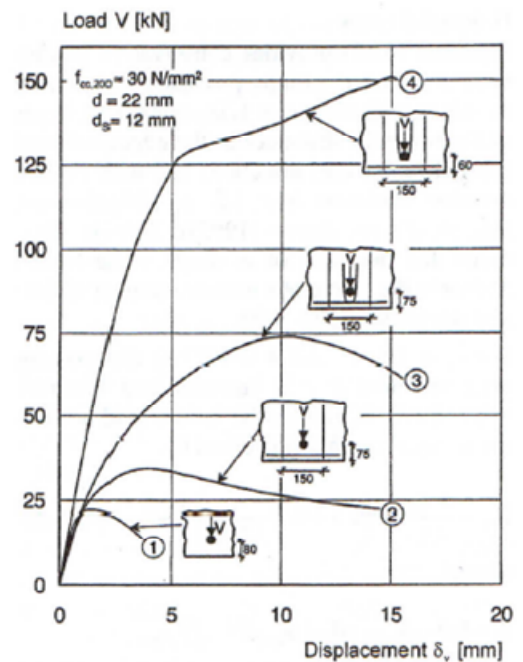 Load V [kN]
150
125
100
75
50
25
0
f_cc,200 = 30 N/mm²
d = 22 mm
d_s = 12 mm
④
V
60
150
V
75
150
③
V
75
150
②
①
V
80
0
5
10
15
20
Displacement δ_v [mm]